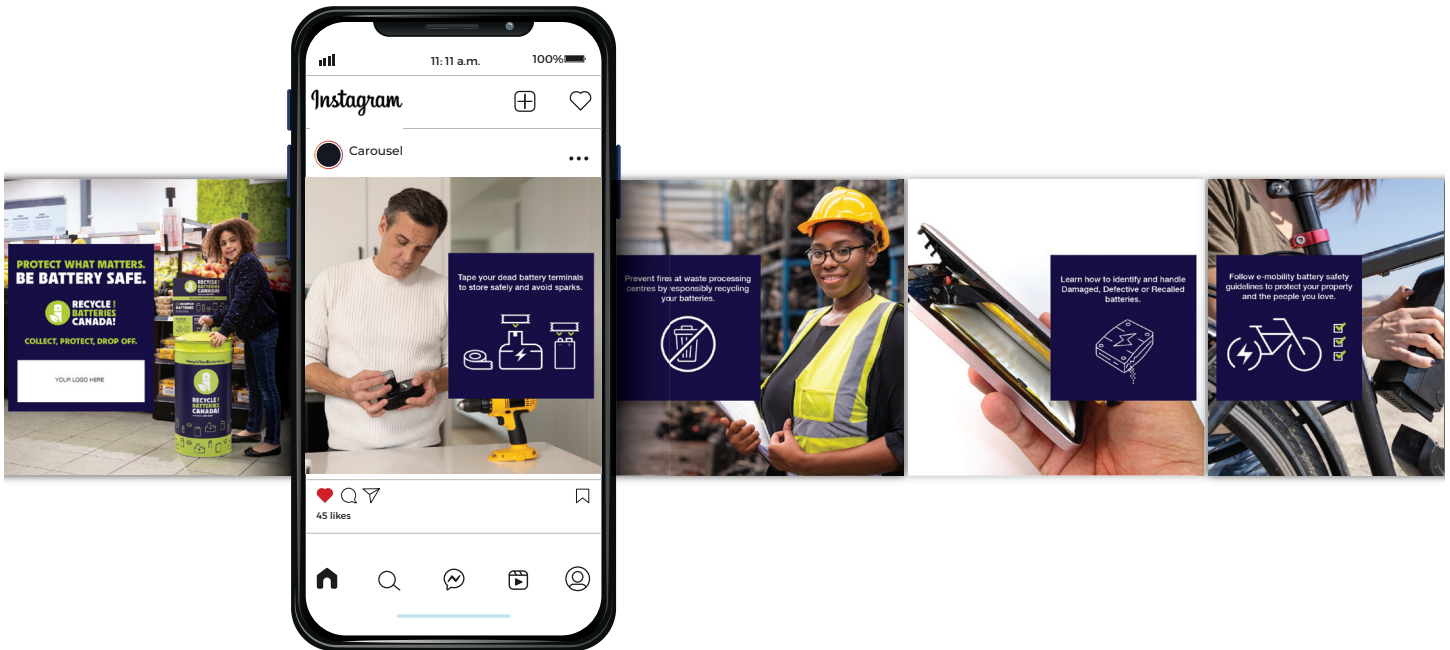 11:11 a.m.
100%
Instagram
Carousel
PROTECT WHAT MATTERS.
BE BATTERY SAFE.
RECYCLE!
BATTERIES
CANADA!
COLLECT, PROTECT, DROP OFF.
YOUR LOGO HERE
RECYCLE!
BATTERIES
CANADA!
RECYCLE!
BATTERIES
CANADA!
Tape your dead battery terminals
to store safely and avoid sparks.
Prevent fires at waste processing
centres by responsibly recycling
your batteries.
Learn how to identify and handle
Damaged, Defective or Recalled
batteries.
Follow e-mobility battery safety
guidelines to protect your property
and the people you love.
45 likes